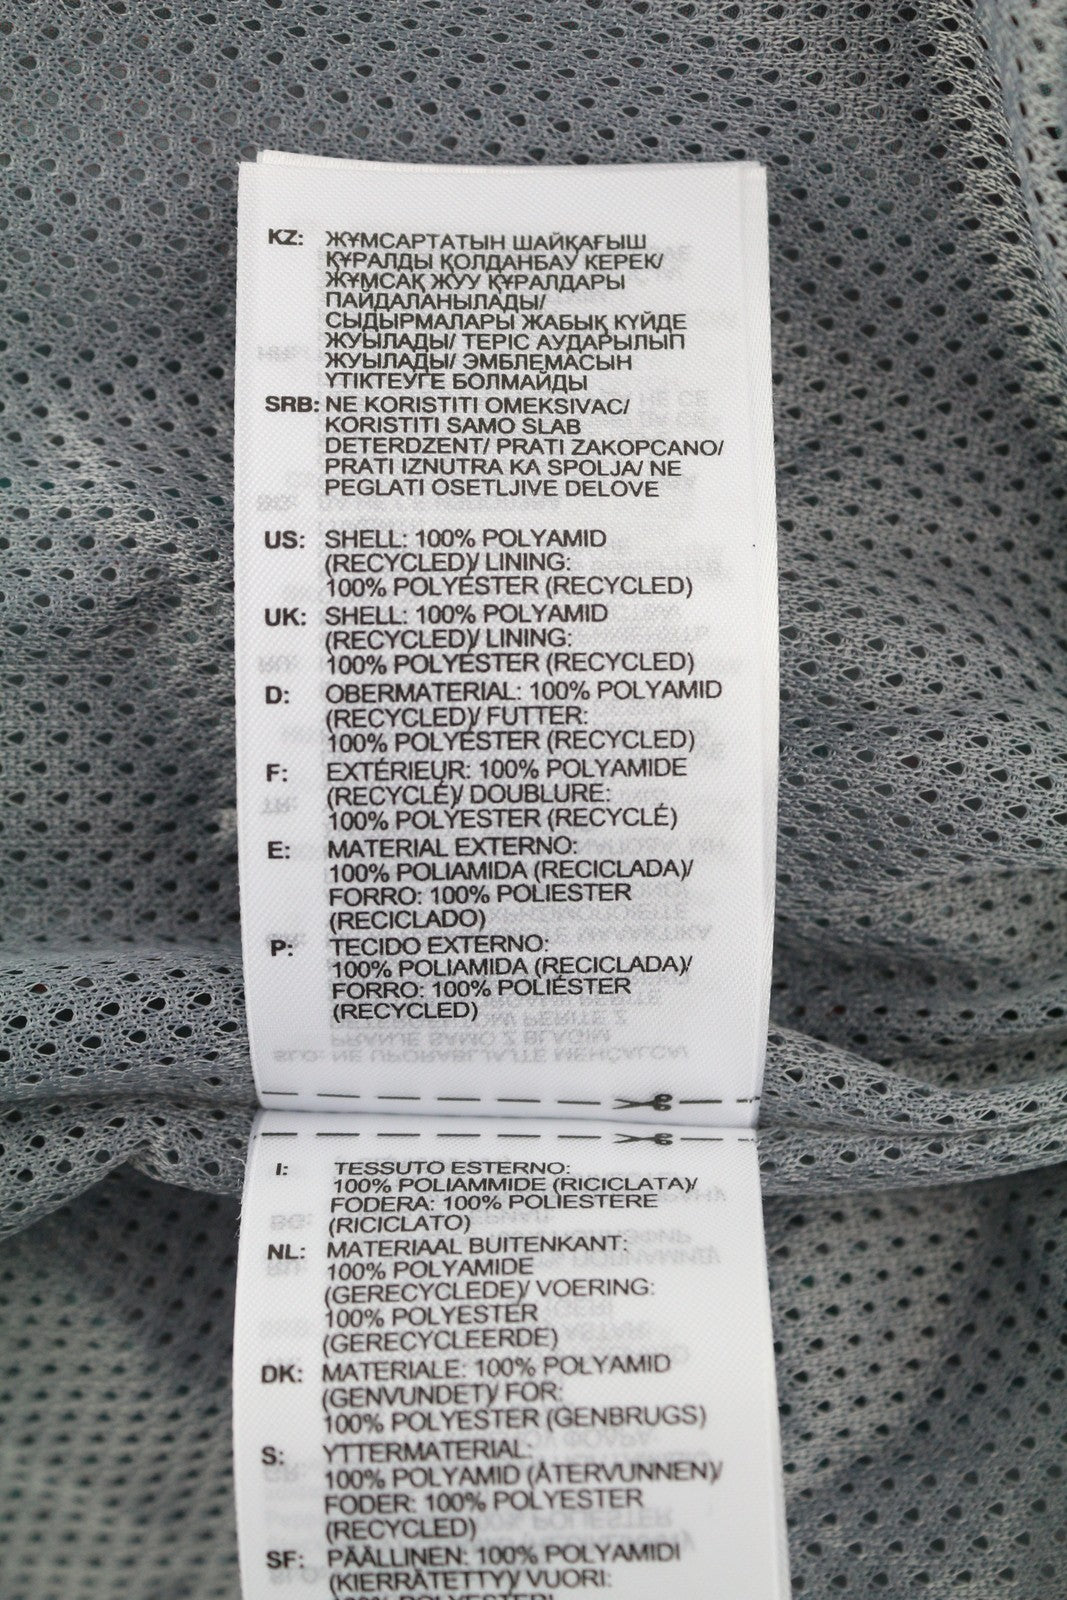 KZ: ЖҰМСАРТАТЫН ШАЙҚАҒЫШ
ҚҰРАЛДЫ ҚОЛДАНБАУ КЕРЕК/
ЖҰМСАҚ ЖУУ ҚҰРАЛДАРЫ
ПАЙДАЛАНЫЛАДЫ/
СЫДЫРМАЛАРЫ ЖАБЫҚ КҮЙДЕ
ЖУЫЛАДЫ/ ТЕРІС АУДАРЫЛЫП
ЖУЫЛАДЫ/ ЭМБЛЕМАСЫН
ҮТІКТЕУГЕ БОЛМАЙДЫ
SRB: NE KORISTITI OMEKSIVAC/
KORISTITI SAMO SLAB
DETERDZENT/ PRATI ZAKOPCANO/
PRATI IZNUTRA KA SPOLJA/ NE
PEGLATI OSETLJIVE DELOVE
US: SHELL: 100% POLYAMID
(RECYCLED)/ LINING:
100% POLYESTER (RECYCLED)
UK: SHELL: 100% POLYAMID
(RECYCLED)/ LINING:
100% POLYESTER (RECYCLED)
D: OBERMATERIAL: 100% POLYAMID
(RECYCLED)/ FUTTER:
100% POLYESTER (RECYCLED)
F: EXTÉRIEUR: 100% POLYAMIDE
(RECYCLÉ)/ DOUBLURE:
100% POLYESTER (RECYCLÉ)
E: MATERIAL EXTERNO:
100% POLIAMIDA (RECICLADA)/
FORRO: 100% POLIESTER
(RECICLADO)
P: TECIDO EXTERNO:
100% POLIAMIDA (RECICLADA)/
FORRO: 100% POLIÉSTER
(RECYCLED)
I: TESSUTO ESTERNO:
100% POLIAMMIDE (RICICLATA)/
FODERA: 100% POLIESTERE
(RICICLATO)
NL: MATERIAAL BUITENKANT:
100% POLYAMIDE
(GERECYCLEDE)/ VOERING:
100% POLYESTER
(GERECYCLEERDE)
DK: MATERIALE: 100% POLYAMID
(GENVUNDET)/ FOR:
100% POLYESTER (GENBRUGS)
S: YTTERMATERIAL:
100% POLYAMID (ÅTERVUNNEN)/
FODER: 100% POLYESTER
(RECYCLED)
SF: PÄÄLLINEN: 100% POLYAMIDI
(KIERRÄTETTY)/ VUORI: